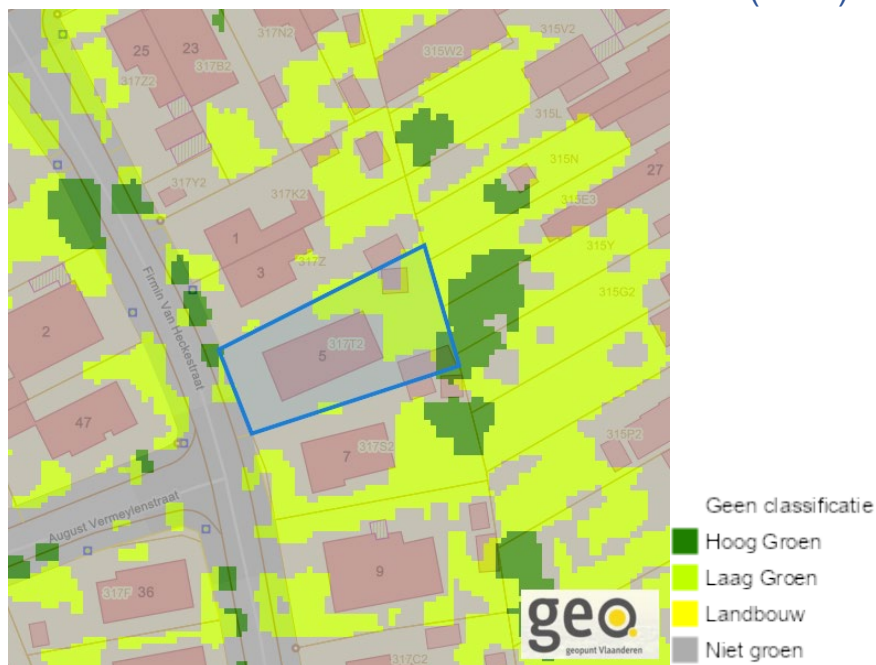 25
23
317N2
317B2
317Z2
315W2
315V2
315L
315N
27
315E3
317Y2
317K2
315Y
315G2
1
3
317Z
Firmin Van Heckestraat
2
5
317T2
47
7
317S2
315P2
August Vermeylenstraat
9
36
317F
317C2
geo
geopunt Vlaanderen
Geen classificatie
Hoog Groen
Laag Groen
Landbouw
Niet groen